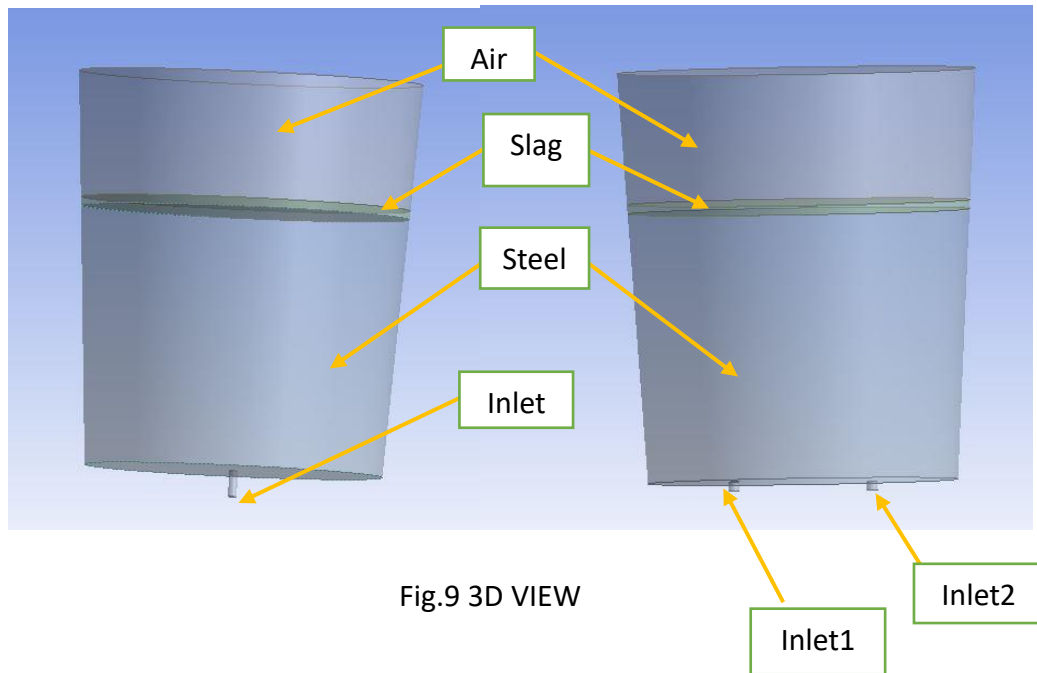 Air
Slag
Steel
Inlet
Fig.9 3D VIEW
Inlet2
Inlet1